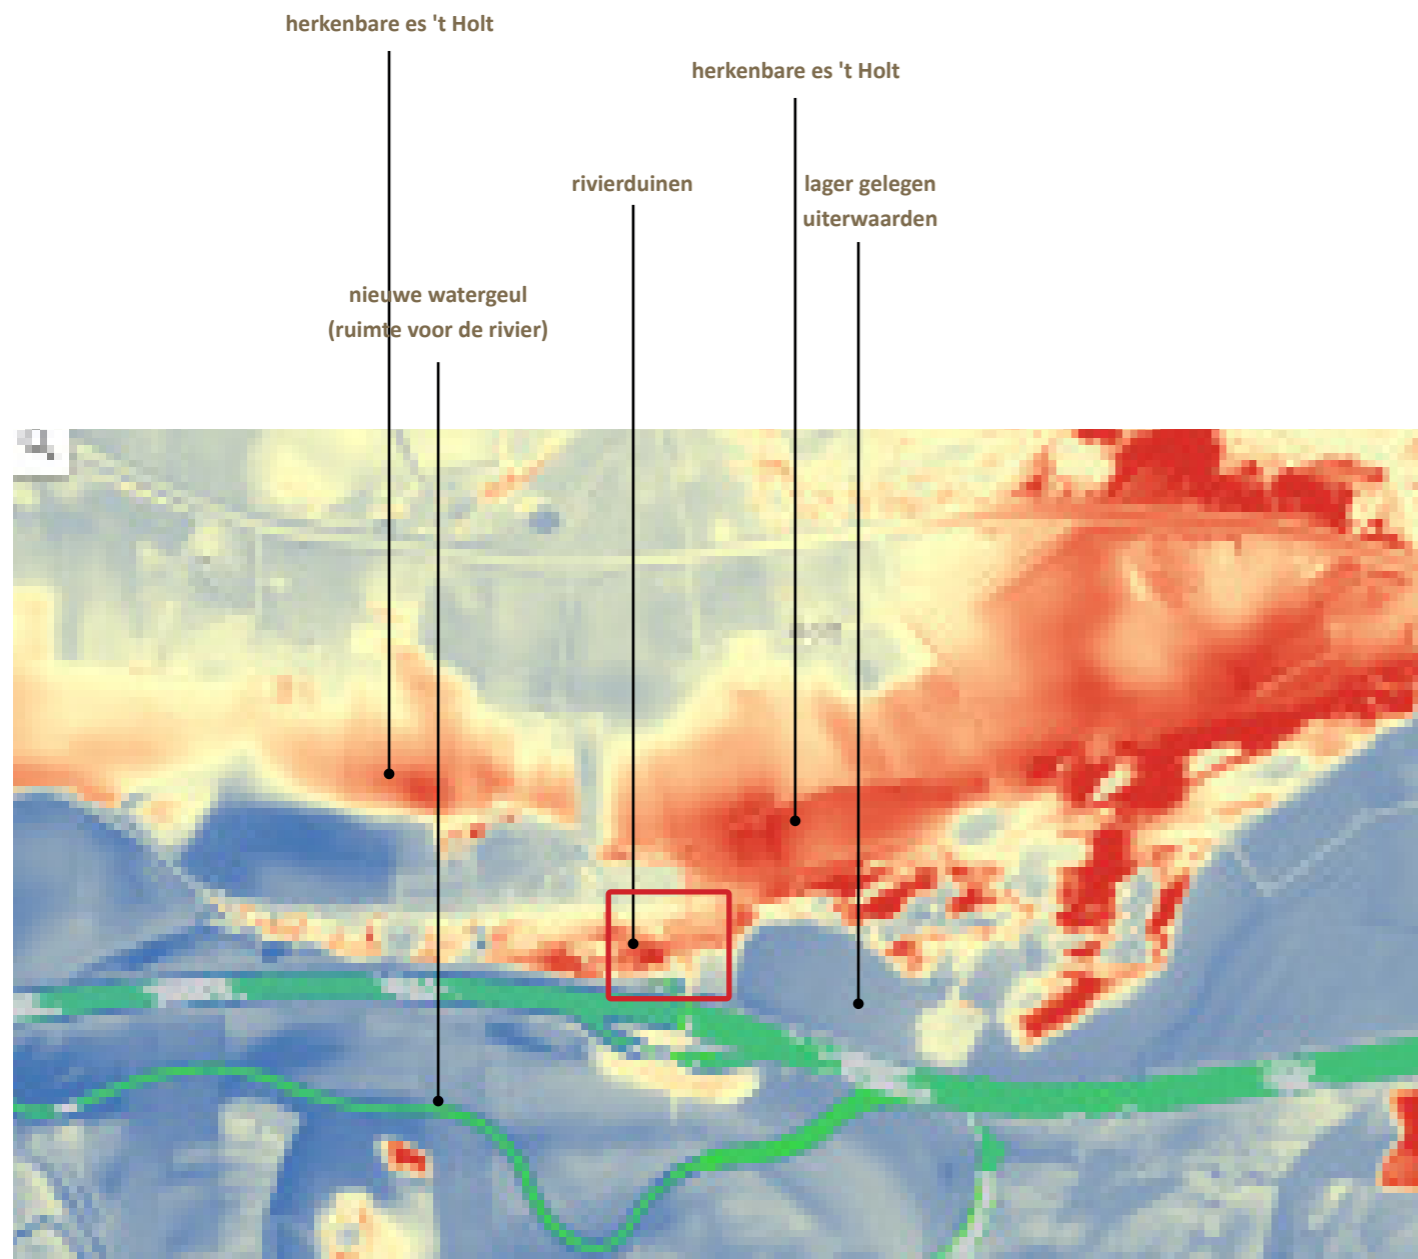 herkenbare es 't Holt
herkenbare es 't Holt
rivierduinen
lager gelegen
uiterwaarden
nieuwe watergeul
(ruimte voor de rivier)